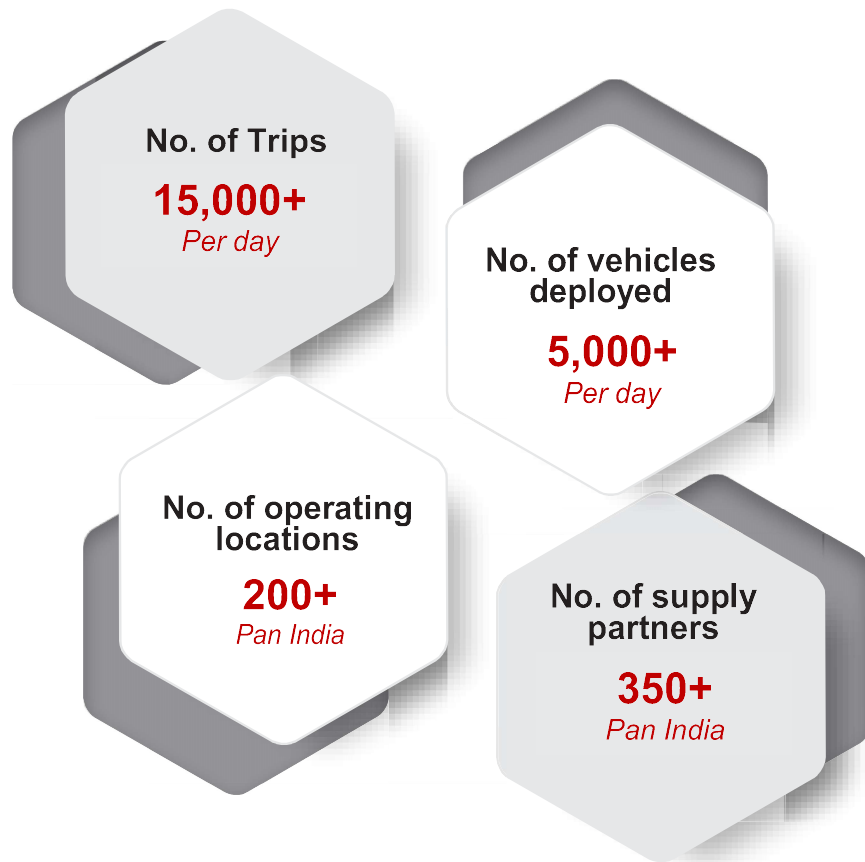 No. of Trips
15,000+
Per day
No. of vehicles
deployed
5,000+
Per day
No. of operating
locations
200+
Pan India
No. of supply
partners
350+
Pan India